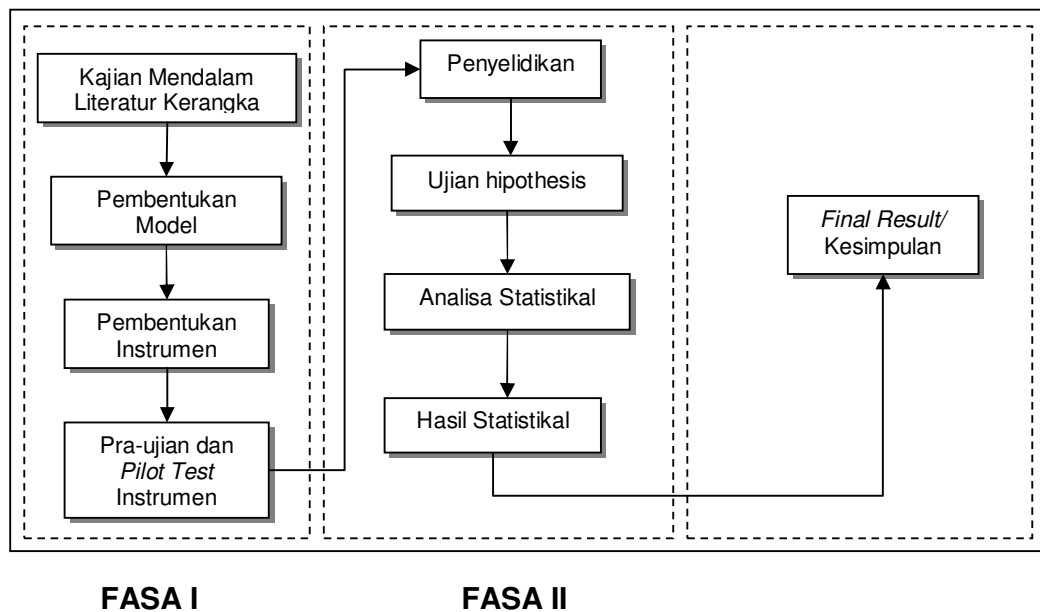 Kajian Mendalam
Literatur Kerangka
Pembentukan
Model
Pembentukan
Instrumen
Pra-ujian dan
Pilot Test
Instrumen
Penyelidikan
Ujian hipothesis
Analisa Statistikal
Hasil Statistikal
Final Result/
Kesimpulan
FASA I
FASA II